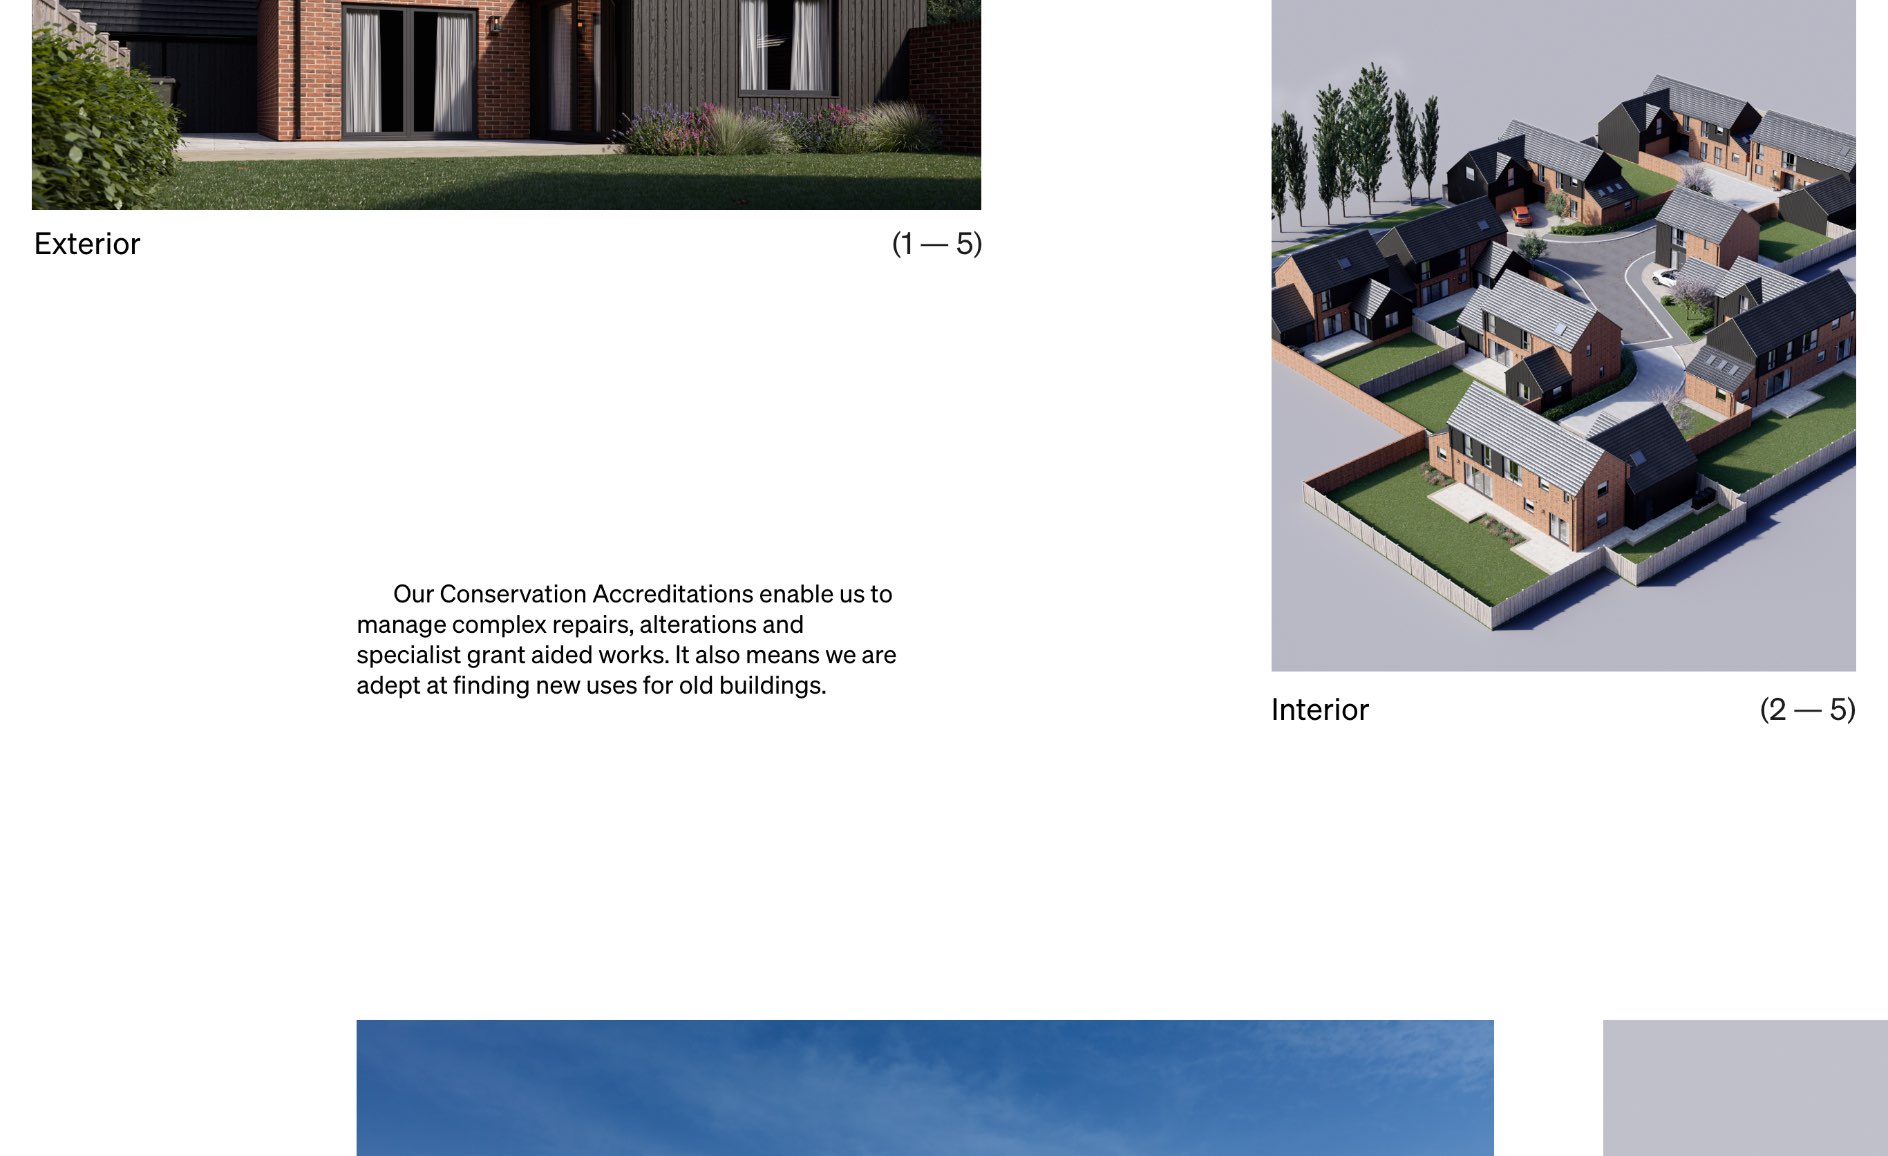 Exterior
(1 — 5)
Our Conservation Accreditations enable us to
manage complex repairs, alterations and
specialist grant aided works. It also means we are
adept at finding new uses for old buildings.
Interior
(2 — 5)